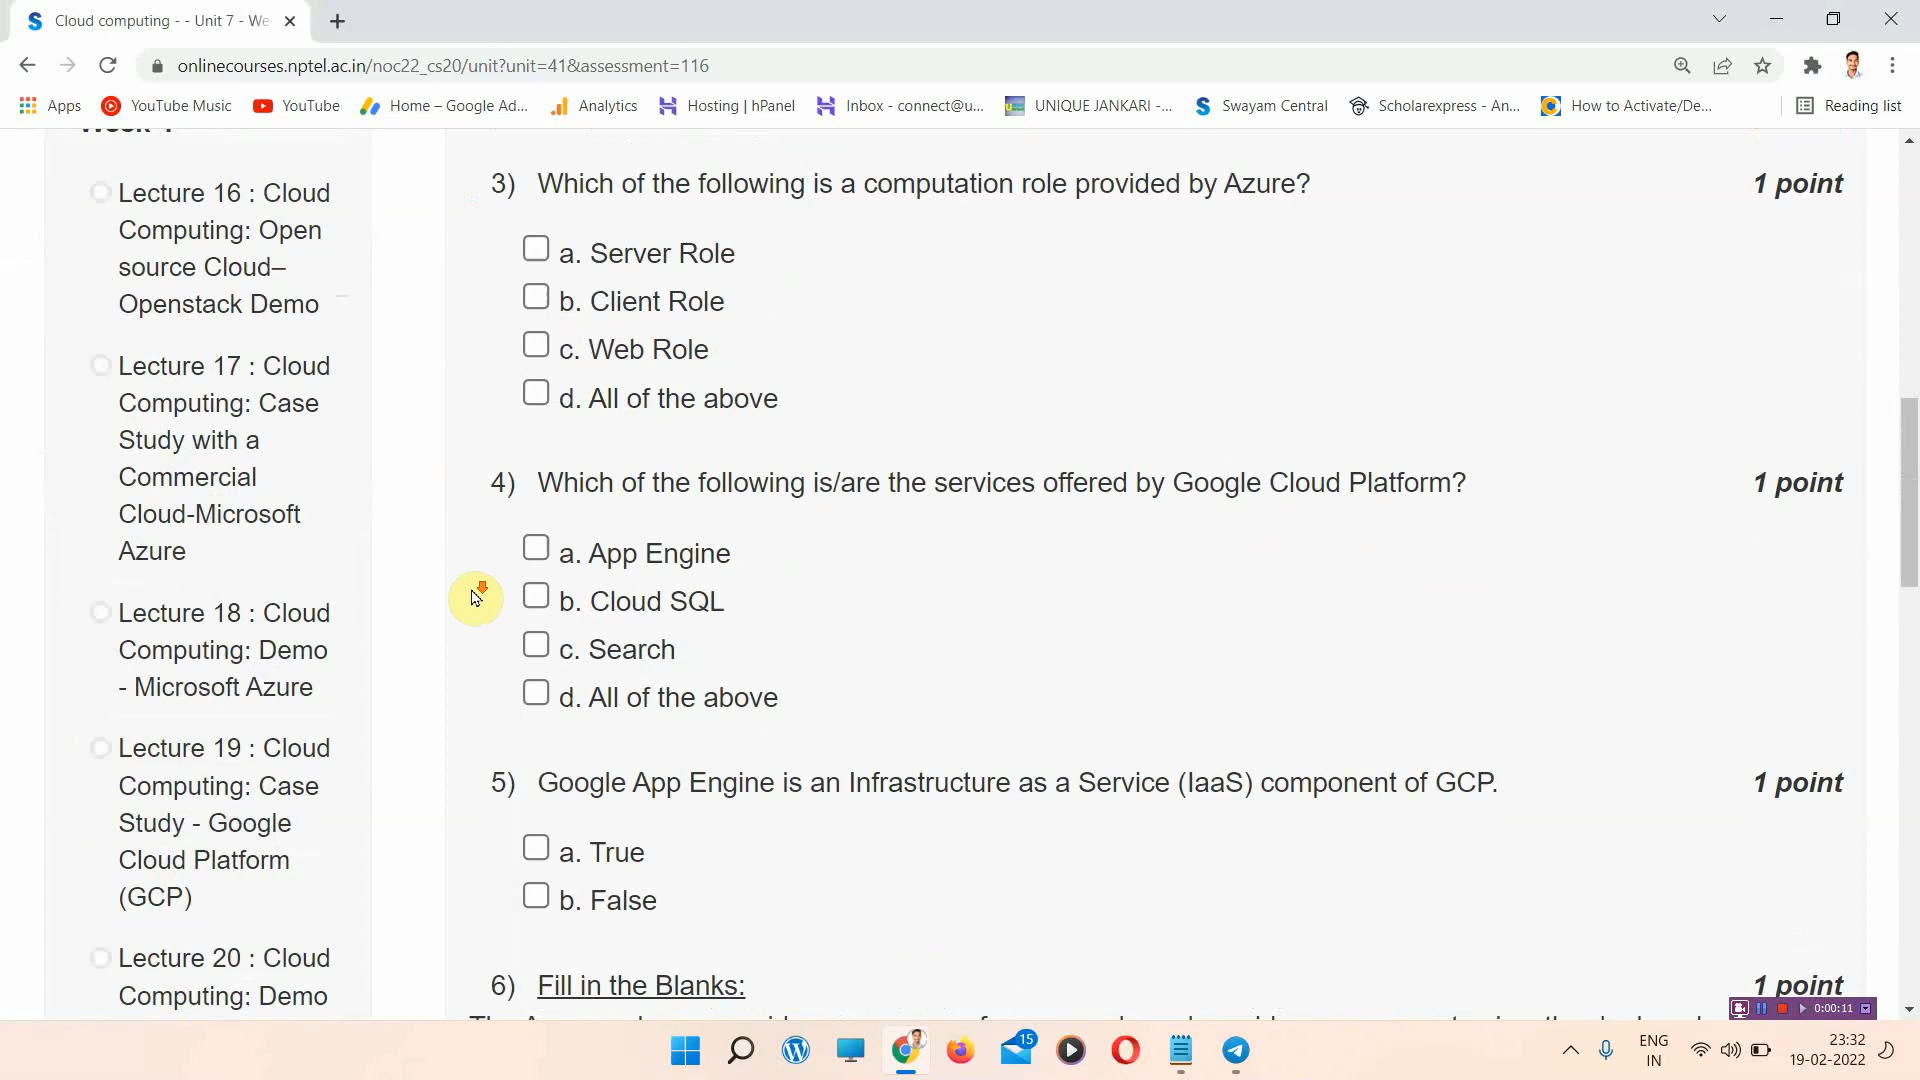 Cloud computing - - Unit 7 - We
onlinecourses.nptel.ac.in/noc22_cs20/unit?unit=41&assessment=116
Apps
YouTube Music
YouTube
Home – Google Ad...
Analytics
Hosting | hPanel
Inbox - connect@u...
UNIQUE JANKARI -...
Swayam Central
Scholarexpress - An...
How to Activate/De...
Reading list
Lecture 16 : Cloud
Computing: Open
source Cloud–
Openstack Demo
Lecture 17 : Cloud
Computing: Case
Study with a
Commercial
Cloud-Microsoft
Azure
Lecture 18 : Cloud
Computing: Demo
- Microsoft Azure
Lecture 19 : Cloud
Computing: Case
Study - Google
Cloud Platform
(GCP)
Lecture 20 : Cloud
Computing: Demo
3) Which of the following is a computation role provided by Azure? 1 point
a. Server Role
b. Client Role
c. Web Role
d. All of the above
4) Which of the following is/are the services offered by Google Cloud Platform? 1 point
a. App Engine
b. Cloud SQL
c. Search
d. All of the above
5) Google App Engine is an Infrastructure as a Service (IaaS) component of GCP. 1 point
a. True
b. False
6) Fill in the Blanks: 1 point
0:00:11
15
ENG
IN
23:32
19-02-2022